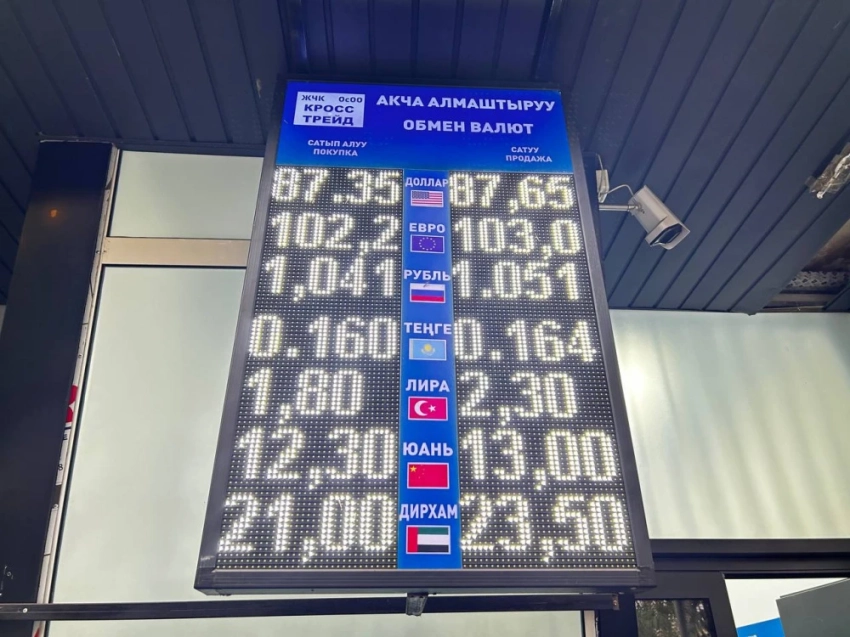 ЖЧК ОсОО
КРОСС
ТРЕЙД
АКЧА АЛМАШТЫРУУ
ОБМЕН ВАЛЮТ
САТЫП АЛУУ
ПОКУПКА
САТУУ
ПРОДАЖА
87.35 ДОЛЛАР 87,65
102,2 ЕВРО 103,0
1,041 РУБЛЬ 1.051
0.160 ТЕҢГЕ 0.164
1,80 ЛИРА 2,30
12,30 ЮАНЬ 13,00
21,00 ДИРХАМ 23,50